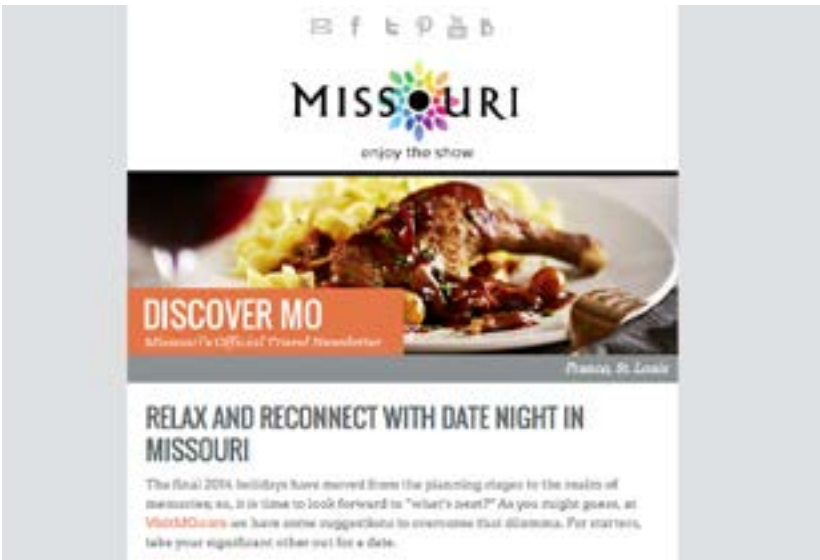 MISSOURI
enjoy the show
DISCOVER MO
Missouri's Official Travel Newsletter
Franco, St. Louis
RELAX AND RECONNECT WITH DATE NIGHT IN
MISSOURI
The final 2014 holidays have moved from the planning stages to the realm of
memories; so, it is time to look forward to "what's next?" As you might guess, at
VisitMO.com we have some suggestions to overcome that dilemma. For starters,
take your significant other out for a date.